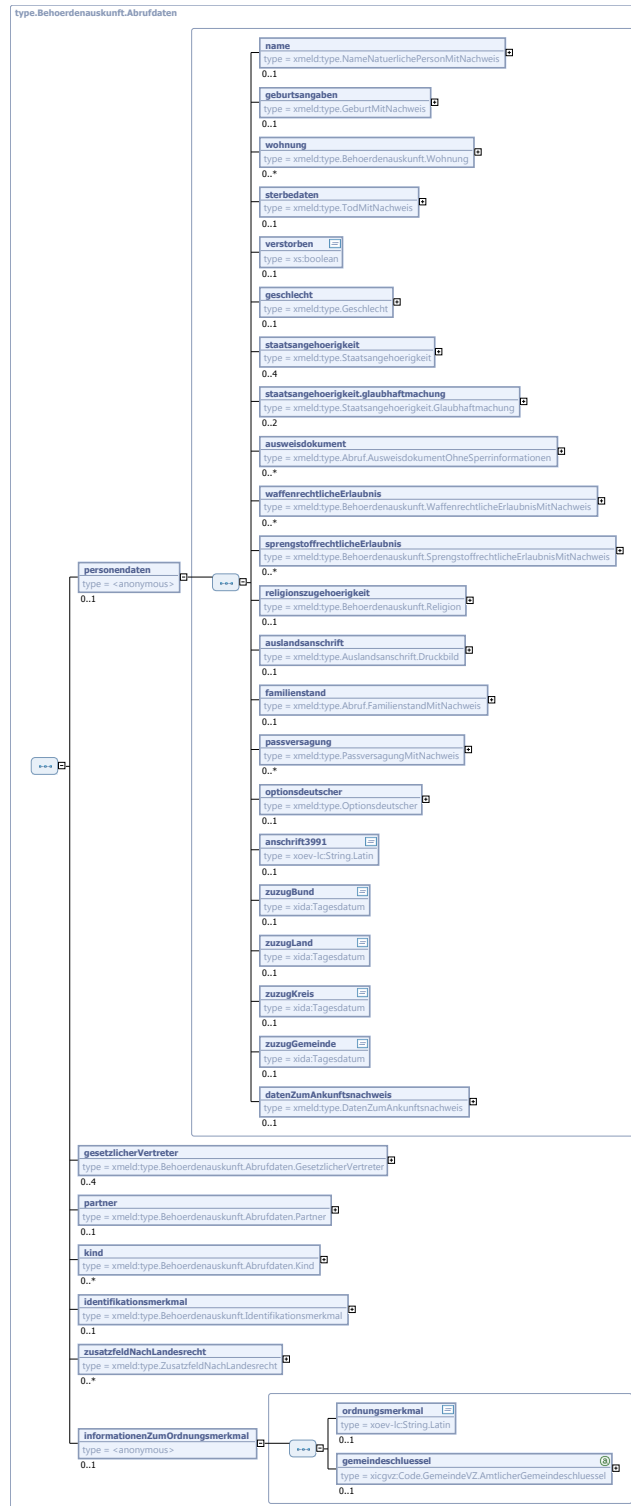 type.Behoerdenauskunft.Abrufdaten
name
type = xmeld:type.NameNatuerlichePersonMitNachweis
0..1
geburtsangaben
type = xmeld:type.GeburtMitNachweis
0..1
wohnung
type = xmeld:type.Behoerdenauskunft.Wohnung
0..*
sterbedaten
type = xmeld:type.TodMitNachweis
0..1
verstorben
type = xs:boolean
0..1
geschlecht
type = xmeld:type.Geschlecht
0..1
staatsangehoerigkeit
type = xmeld:type.Staatsangehoerigkeit
0..4
staatsangehoerigkeit.glaubhaftmachung
type = xmeld:type.Staatsangehoerigkeit.Glaubhaftmachung
0..2
ausweisdokument
type = xmeld:type.Abruf.AusweisdokumentOhneSperrinformationen
0..*
waffenrechtlicheErlaubnis
type = xmeld:type.Behoerdenauskunft.WaffenrechtlicheErlaubnisMitNachweis
0..*
sprengstoffrechtlicheErlaubnis
type = xmeld:type.Behoerdenauskunft.SprengstoffrechtlicheErlaubnisMitNachweis
0..*
personendaten
type = <anonymous>
0..1
religionszugehoerigkeit
type = xmeld:type.Behoerdenauskunft.Religion
0..1
auslandsanschrift
type = xmeld:type.Auslandsanschrift.Druckbild
0..1
familienstand
type = xmeld:type.Abruf.FamilienstandMitNachweis
0..1
passversagung
type = xmeld:type.PassversagungMitNachweis
0..*
optionsdeutscher
type = xmeld:type.Optionsdeutscher
0..1
anschrift3991
type = xoev-lc:String.Latin
0..1
zuzugBund
type = xida:Tagesdatum
0..1
zuzugLand
type = xida:Tagesdatum
0..1
zuzugKreis
type = xida:Tagesdatum
0..1
zuzugGemeinde
type = xida:Tagesdatum
0..1
datenZumAnkunftsnachweis
type = xmeld:type.DatenZumAnkunftsnachweis
0..1
gesetzlicherVertreter
type = xmeld:type.Behoerdenauskunft.Abrufdaten.GesetzlicherVertreter
0..4
partner
type = xmeld:type.Behoerdenauskunft.Abrufdaten.Partner
0..1
kind
type = xmeld:type.Behoerdenauskunft.Abrufdaten.Kind
0..*
identifikationsmerkmal
type = xmeld:type.Behoerdenauskunft.Identifikationsmerkmal
0..1
zusatzfeldNachLandesrecht
type = xmeld:type.ZusatzfeldNachLandesrecht
0..*
informationenZumOrdnungsmerkmal
type = <anonymous>
0..1
ordnungsmerkmal
type = xoev-lc:String.Latin
0..1
gemeindeschluessel
a
type = xicgvz:Code.GemeindeVZ.AmtlicherGemeindeschluessel
0..1